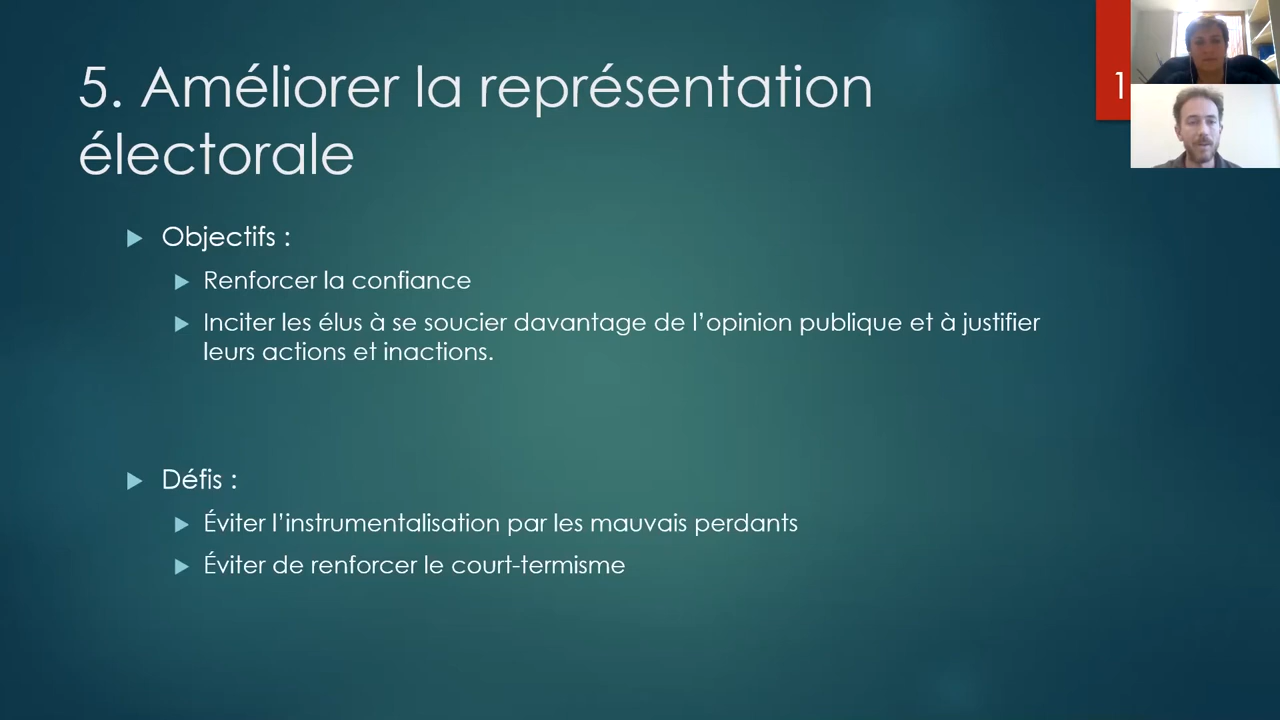 5. Améliorer la représentation
électorale
1
Objectifs :
Renforcer la confiance
Inciter les élus à se soucier davantage de l’opinion publique et à justifier
leurs actions et inactions.
Défis :
Éviter l’instrumentalisation par les mauvais perdants
Éviter de renforcer le court-termisme